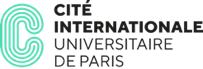 CITÉ
INTERNATIONALE
UNIVERSITAIRE
DE PARIS